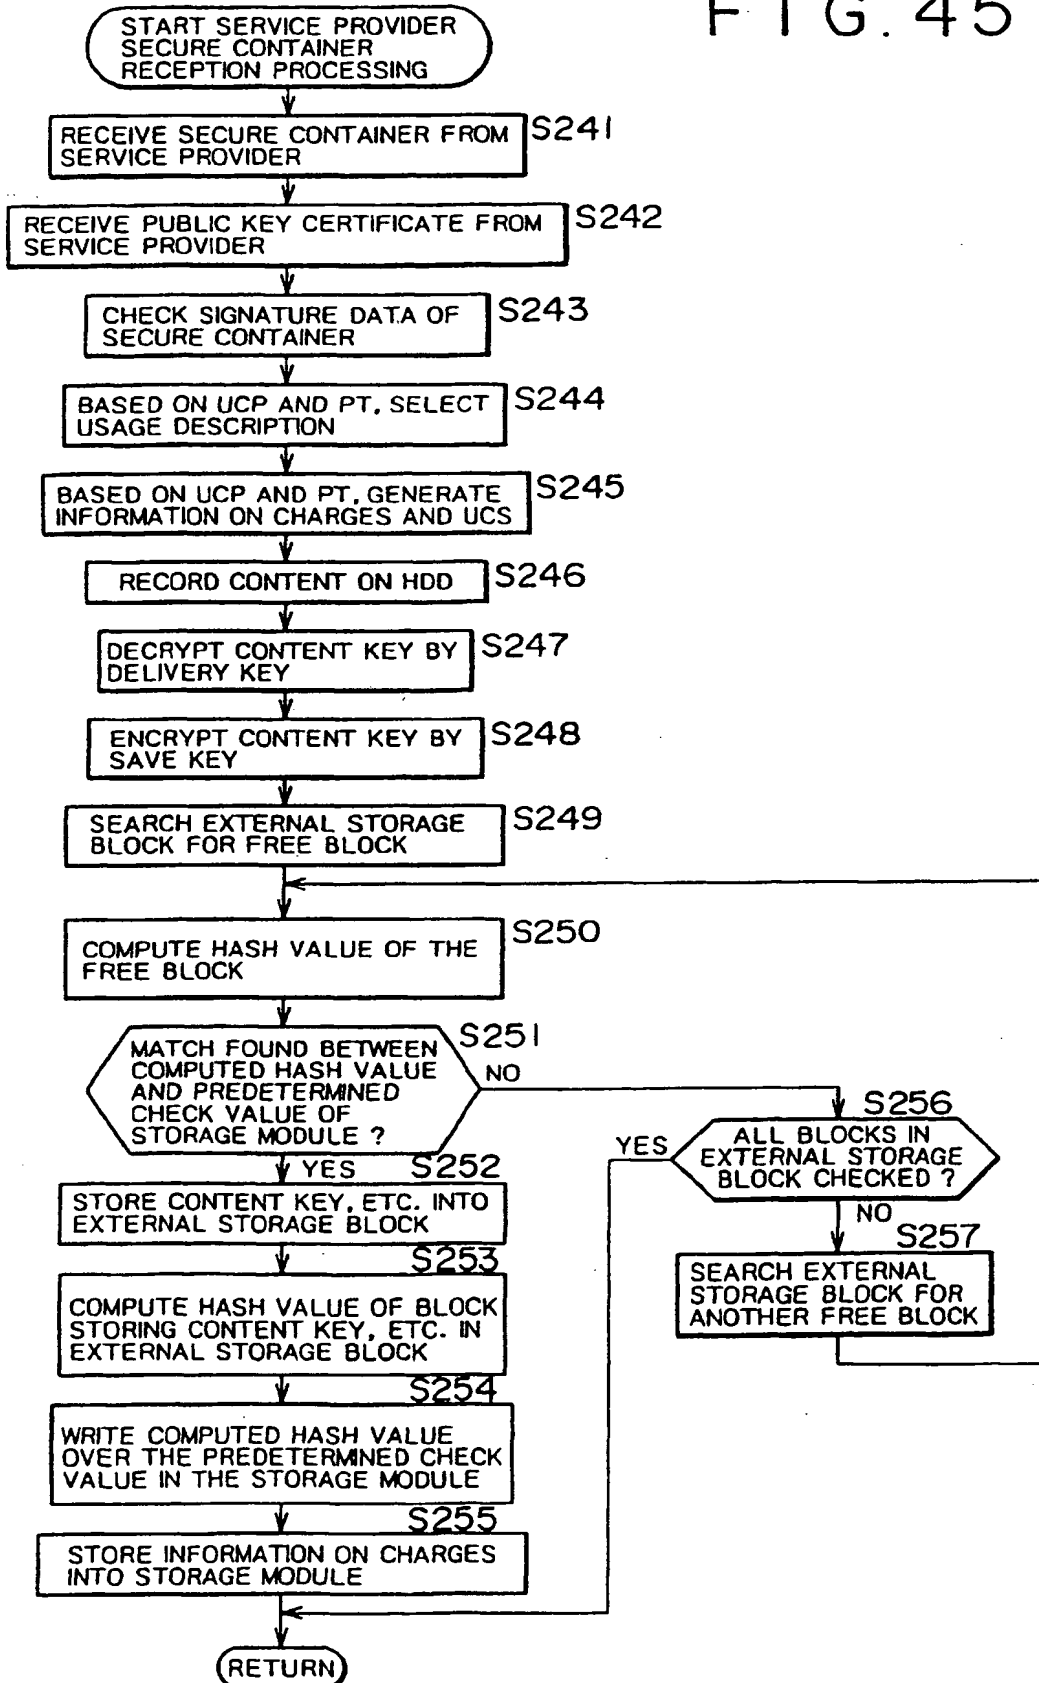 FIG. 45
START SERVICE PROVIDER
SECURE CONTAINER
RECEPTION PROCESSING
RECEIVE SECURE CONTAINER FROM
SERVICE PROVIDER
S241
RECEIVE PUBLIC KEY CERTIFICATE FROM
SERVICE PROVIDER
S242
CHECK SIGNATURE DATA OF
SECURE CONTAINER
S243
BASED ON UCP AND PT, SELECT
USAGE DESCRIPTION
S244
BASED ON UCP AND PT, GENERATE
INFORMATION ON CHARGES AND UCS
S245
RECORD CONTENT ON HDD
S246
DECRYPT CONTENT KEY BY
DELIVERY KEY
S247
ENCRYPT CONTENT KEY BY
SAVE KEY
S248
SEARCH EXTERNAL STORAGE
BLOCK FOR FREE BLOCK
S249
COMPUTE HASH VALUE OF THE
FREE BLOCK
S250
MATCH FOUND BETWEEN
COMPUTED HASH VALUE
AND PREDETERMINED
CHECK VALUE OF
STORAGE MODULE ?
S251
NO
YES
S252
STORE CONTENT KEY, ETC. INTO
EXTERNAL STORAGE BLOCK
S253
COMPUTE HASH VALUE OF BLOCK
STORING CONTENT KEY, ETC. IN
EXTERNAL STORAGE BLOCK
S254
WRITE COMPUTED HASH VALUE
OVER THE PREDETERMINED CHECK
VALUE IN THE STORAGE MODULE
S255
STORE INFORMATION ON CHARGES
INTO STORAGE MODULE
RETURN
S256
ALL BLOCKS IN
EXTERNAL STORAGE
BLOCK CHECKED ?
YES
NO
S257
SEARCH EXTERNAL
STORAGE BLOCK FOR
ANOTHER FREE BLOCK